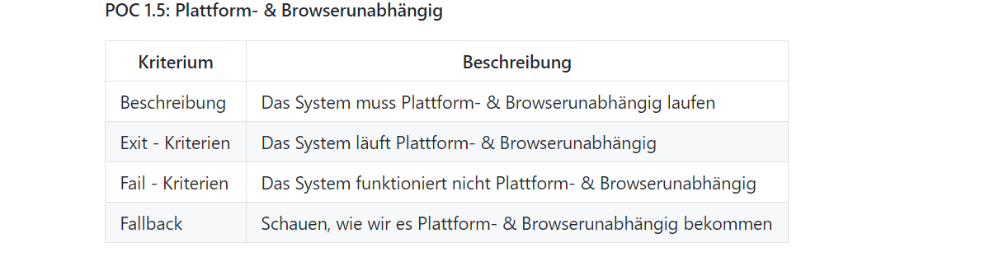 POC 1.5: Plattform- & Browserunabhängig
Kriterium Beschreibung
Beschreibung Das System muss Plattform- & Browserunabhängig laufen
Exit - Kriterien Das System läuft Plattform- & Browserunabhängig
Fail - Kriterien Das System funktioniert nicht Plattform- & Browserunabhängig
Fallback Schauen, wie wir es Plattform- & Browserunabhängig bekommen